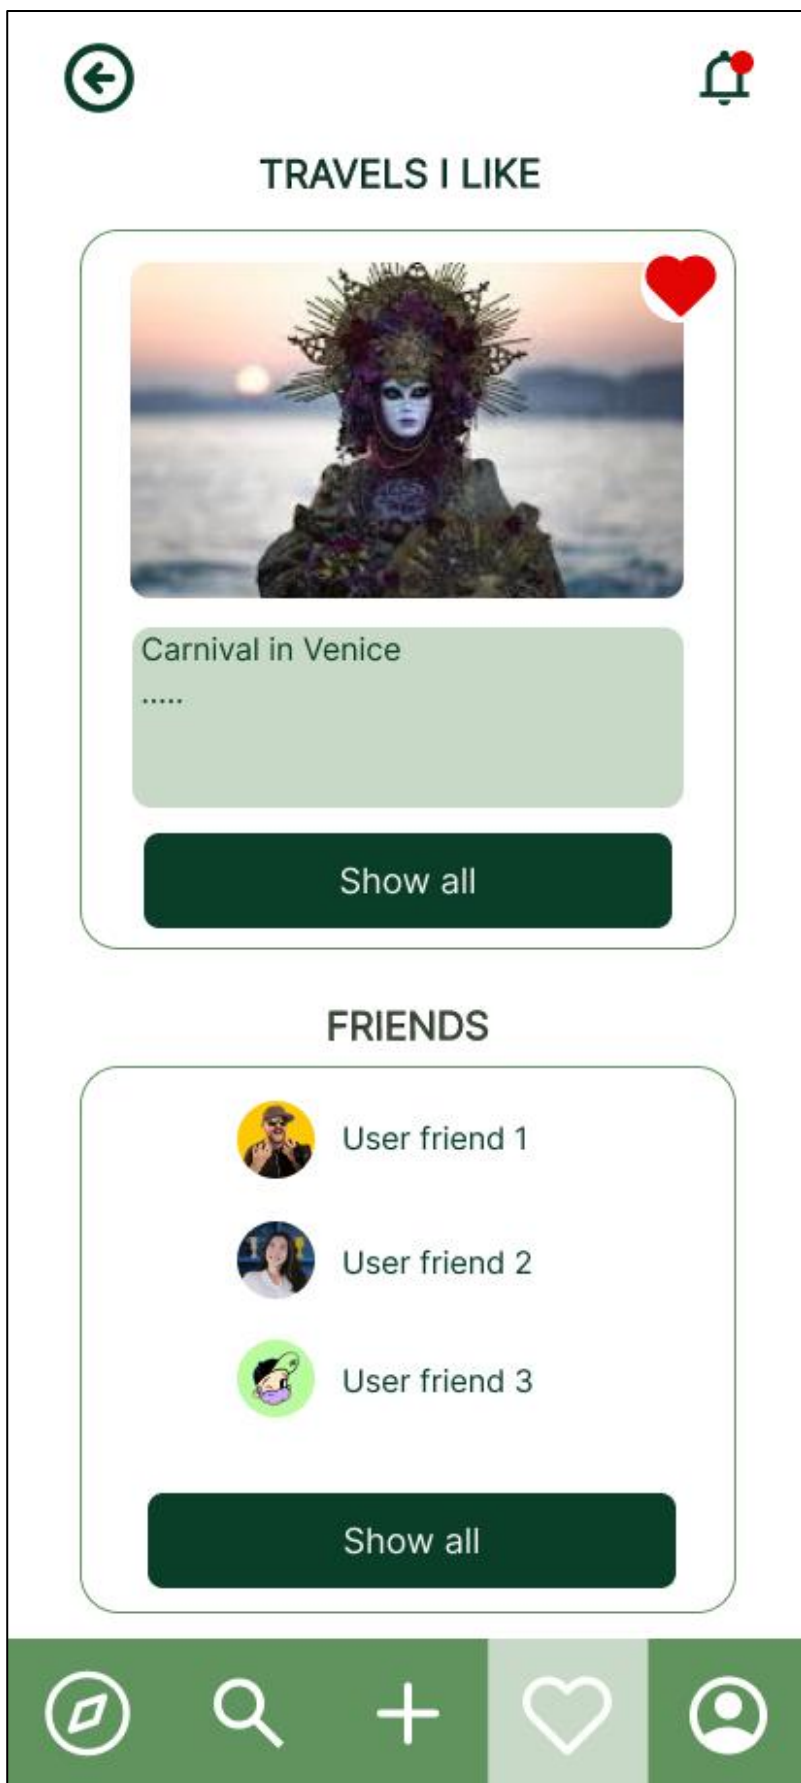 TRAVELS I LIKE
Carnival in Venice
.....
Show all
FRIENDS
User friend 1
User friend 2
User friend 3
Show all